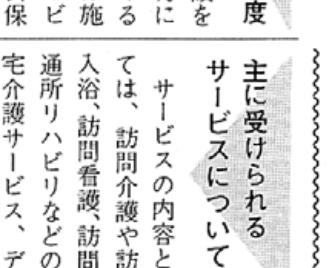 度
を
に
る
施
ビ
保
主に受けられる
サービスについて
サービスの内容と
ては、訪問介護や訪
入浴、訪問看護、訪問
通所リハビリなどの
宅介護サービス、デ